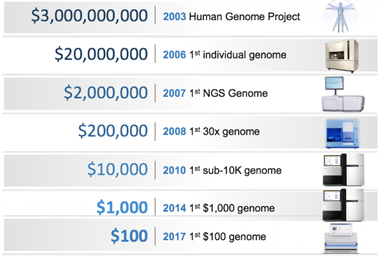 $3,000,000,000 2003 Human Genome Project
$20,000,000 2006 1st individual genome
$2,000,000 2007 1st NGS Genome
$200,000 2008 1st 30x genome
$10,000 2010 1st sub-10K genome
$1,000 2014 1st $1,000 genome
$100 2017 1st $100 genome